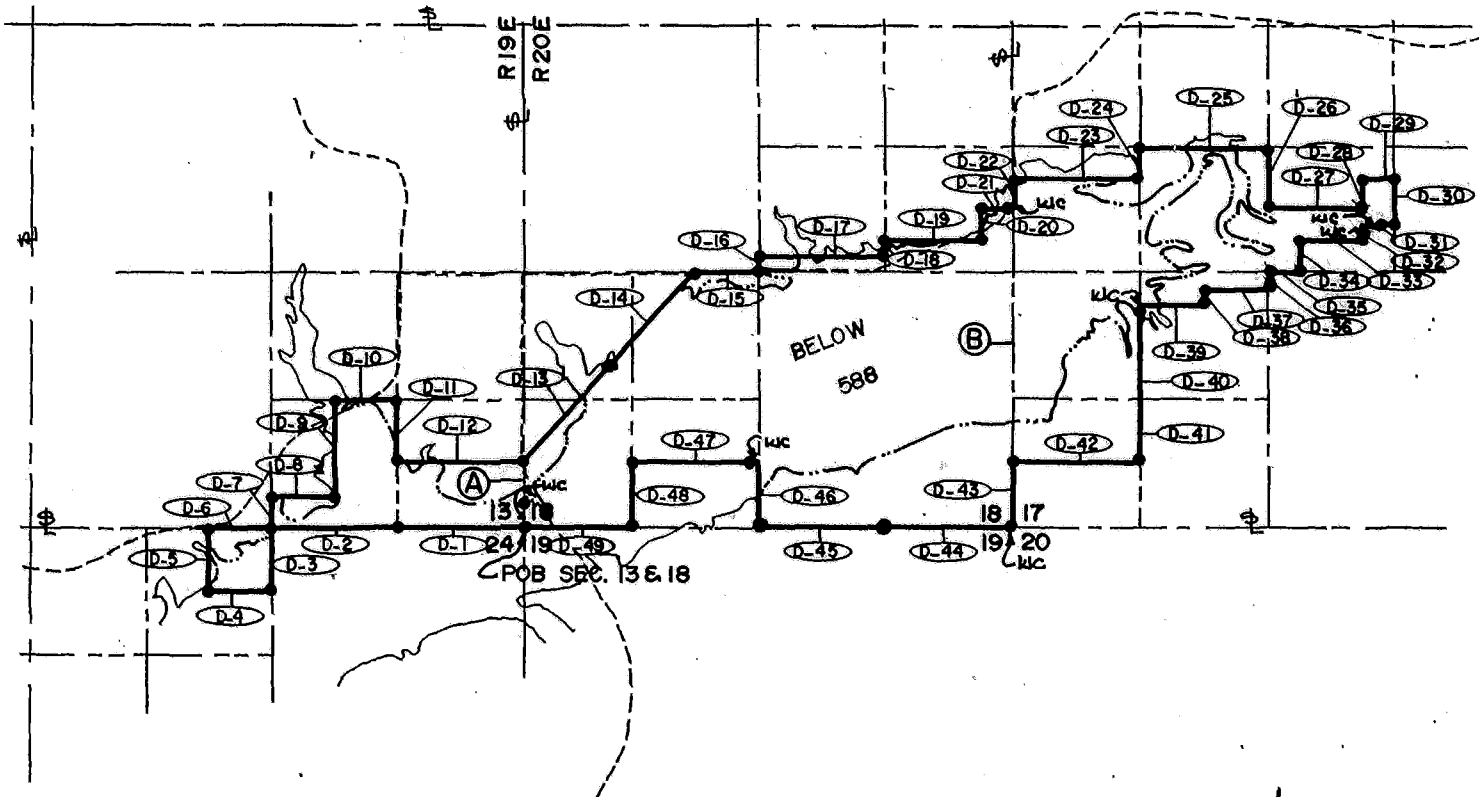 R19E
R20E
D-24
D-25
D-26
D-23
D-29
D-28
D-22
D-27
D-21
D-30
WC
WC
WC
D-17
D-19
D-20
D-16
D-31
D-18
D-32
D-14
D-15
D-34
D-33
WC
D-35
D-37
D-36
D-38
BELOW
588
B
D-39
D-10
D-13
D-11
D-40
D-9
D-12
D-47
WC
D-42
D-41
D-8
A
WC
D-7
D-48
D-46
D-43
D-6
13
18
18
17
D-5
D-2
D-1
24
19
D-49
D-45
D-44
19
20
D-3
WC
POB SEC. 13 & 18
D-4